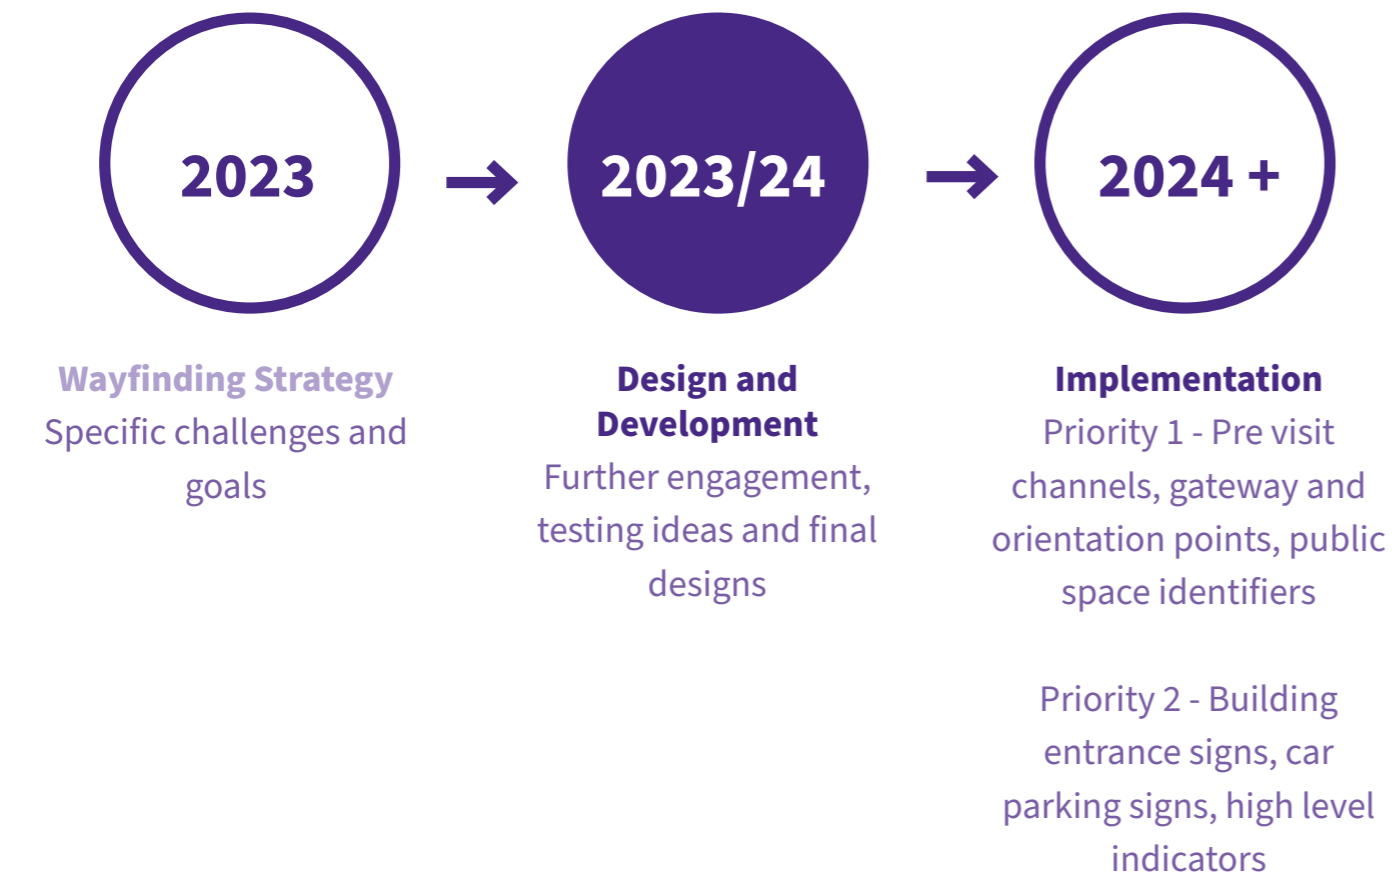 2023
2023/24
2024 +
Wayfinding Strategy
Specific challenges and
goals
Design and
Development
Further engagement,
testing ideas and final
designs
Implementation
Priority 1 - Pre visit
channels, gateway and
orientation points, public
space identifiers
Priority 2 - Building
entrance signs, car
parking signs, high level
indicators